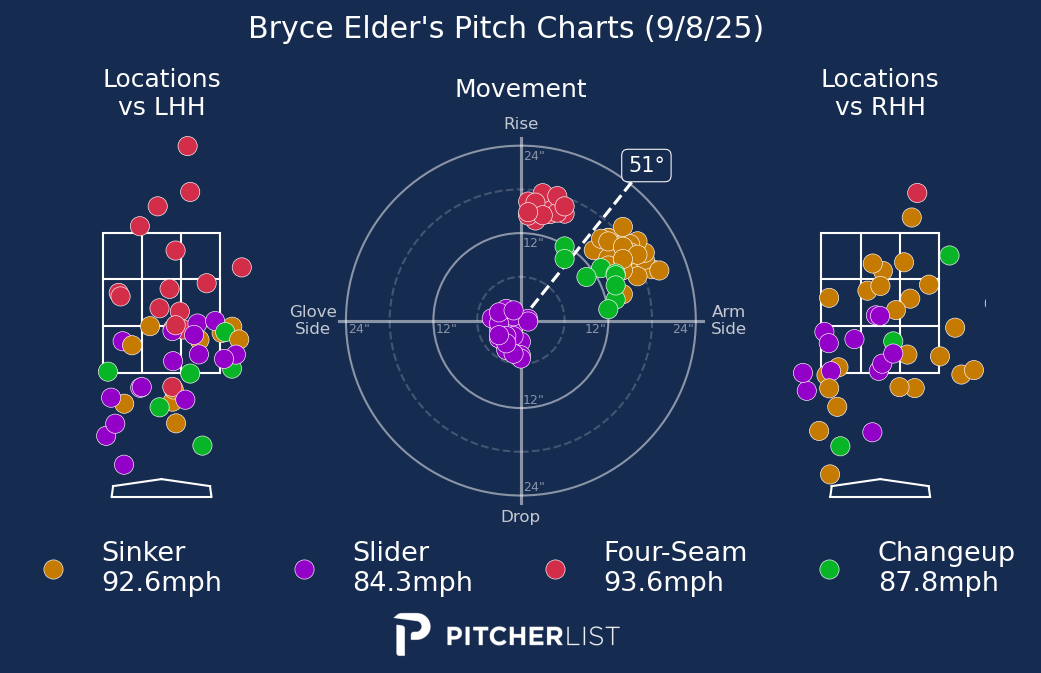 Bryce Elder's Pitch Charts (9/8/25)
Locations
vs LHH
Movement
Locations
vs RHH
Rise
24"
51°
12"
Glove
Side
24"
12"
12"
24"
Arm
Side
12"
24"
Drop
Sinker
92.6mph
Slider
84.3mph
Four-Seam
93.6mph
Changeup
87.8mph
PITCHERLIST